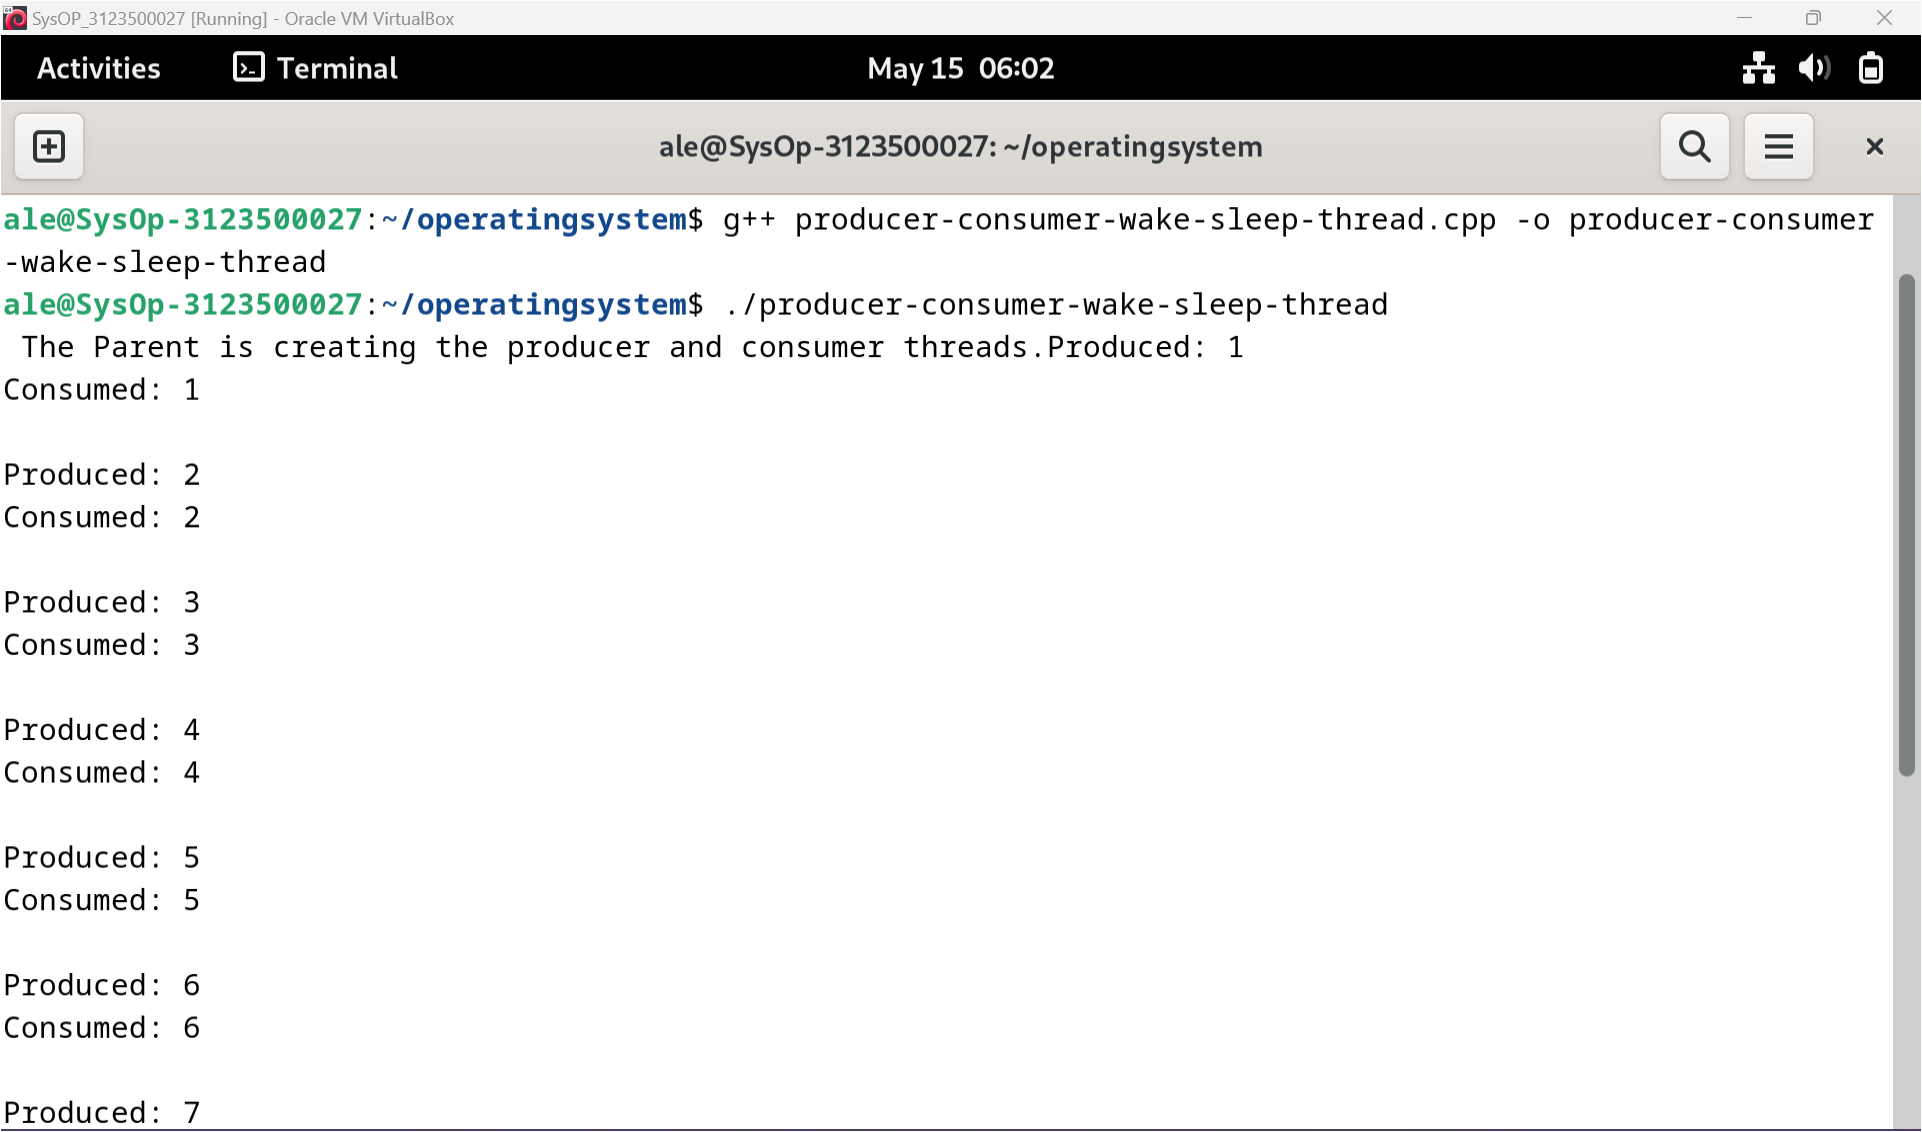 SysOP_3123500027 [Running] - Oracle VM VirtualBox
Activities Terminal May 15 06:02
ale@SysOp-3123500027: ~/operatingsystem
ale@SysOp-3123500027:~/operatingsystem$ g++ producer-consumer-wake-sleep-thread.cpp -o producer-consumer
-wake-sleep-thread
ale@SysOp-3123500027:~/operatingsystem$ ./producer-consumer-wake-sleep-thread
 The Parent is creating the producer and consumer threads.Produced: 1
Consumed: 1

Produced: 2
Consumed: 2

Produced: 3
Consumed: 3

Produced: 4
Consumed: 4

Produced: 5
Consumed: 5

Produced: 6
Consumed: 6

Produced: 7